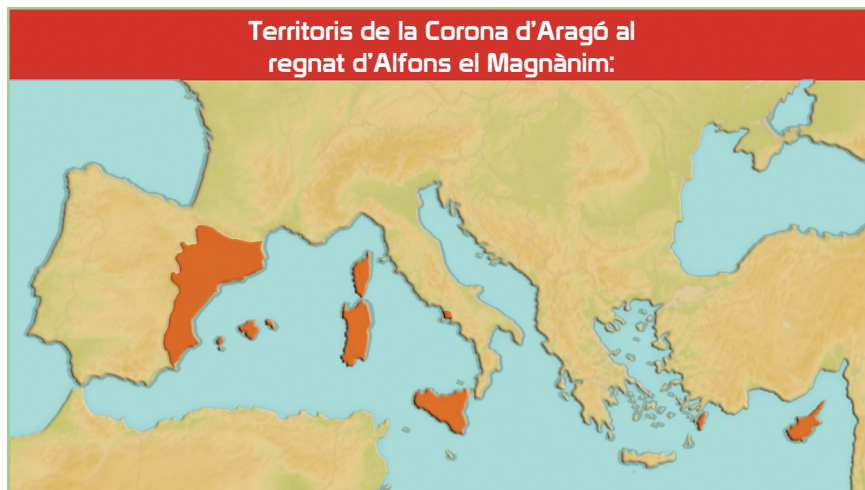 Territoris de la Corona d'Aragó al
regnat d'Alfons el Magnànim: